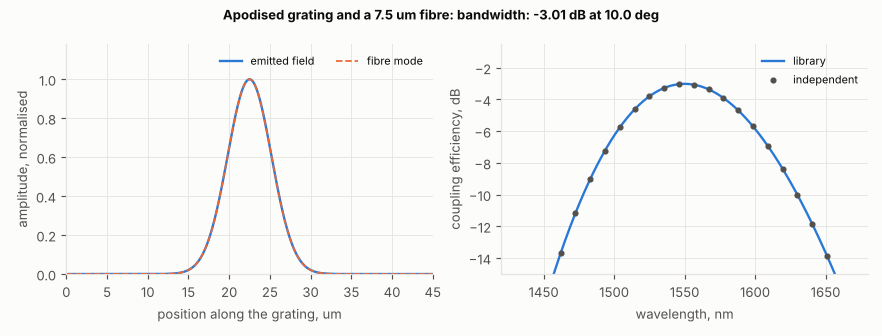 Apodised grating and a 7.5 um fibre: bandwidth: -3.01 dB at 10.0 deg
emitted field
fibre mode
amplitude, normalised
1.0
0.8
0.6
0.4
0.2
0.0
0 5 10 15 20 25 30 35 40 45
position along the grating, um
library
independent
coupling efficiency, dB
−2
−4
−6
−8
−10
−12
−14
1450 1500 1550 1600 1650
wavelength, nm